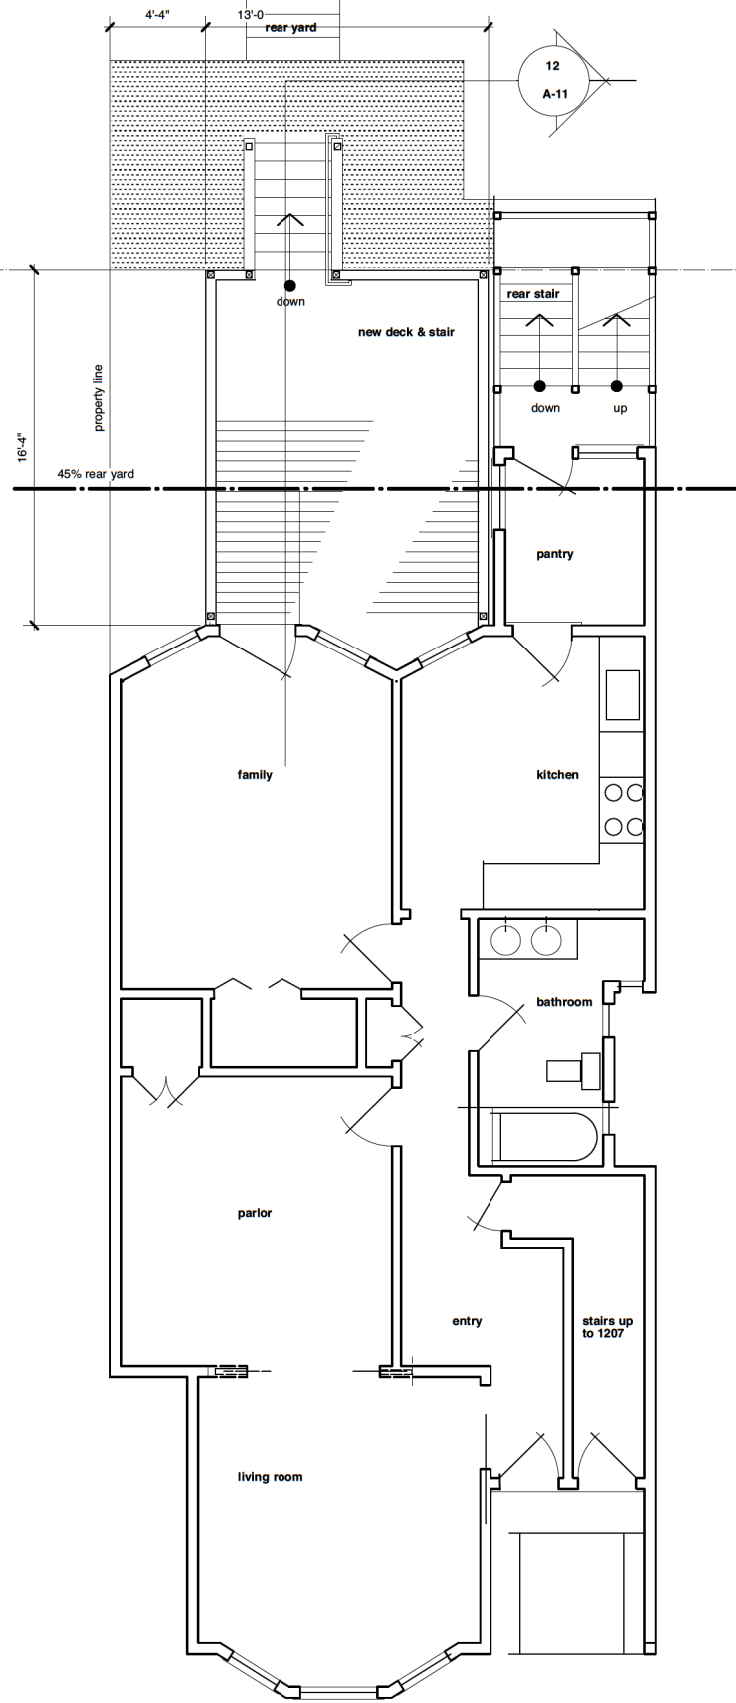 4'-4"
13'-0
rear yard
12
A-11
rear stair
down
new deck & stair
down
up
property line
16'-4"
45% rear yard
pantry
family
kitchen
bathroom
parlor
entry
stairs up
to 1207
living room